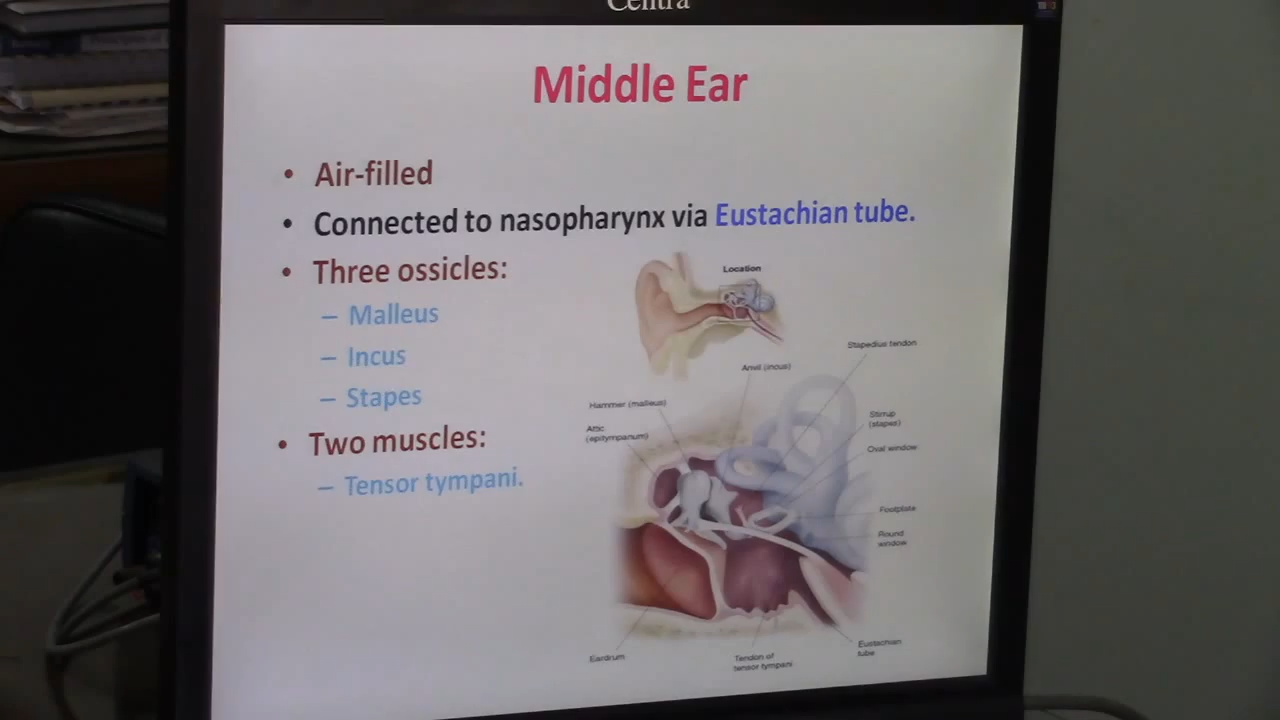 Centra
Middle Ear
• Air-filled
• Connected to nasopharynx via Eustachian tube.
• Three ossicles:
– Malleus
– Incus
– Stapes
• Two muscles:
– Tensor tympani.
Location
Stapedius tendon
Anvil (incus)
Hammer (malleus)
Attic
(epitympanum)
Stirrup
(stapes)
Oval window
Footplate
Round
window
Eardrum
Tendon of
tensor tympani
Eustachian
tube